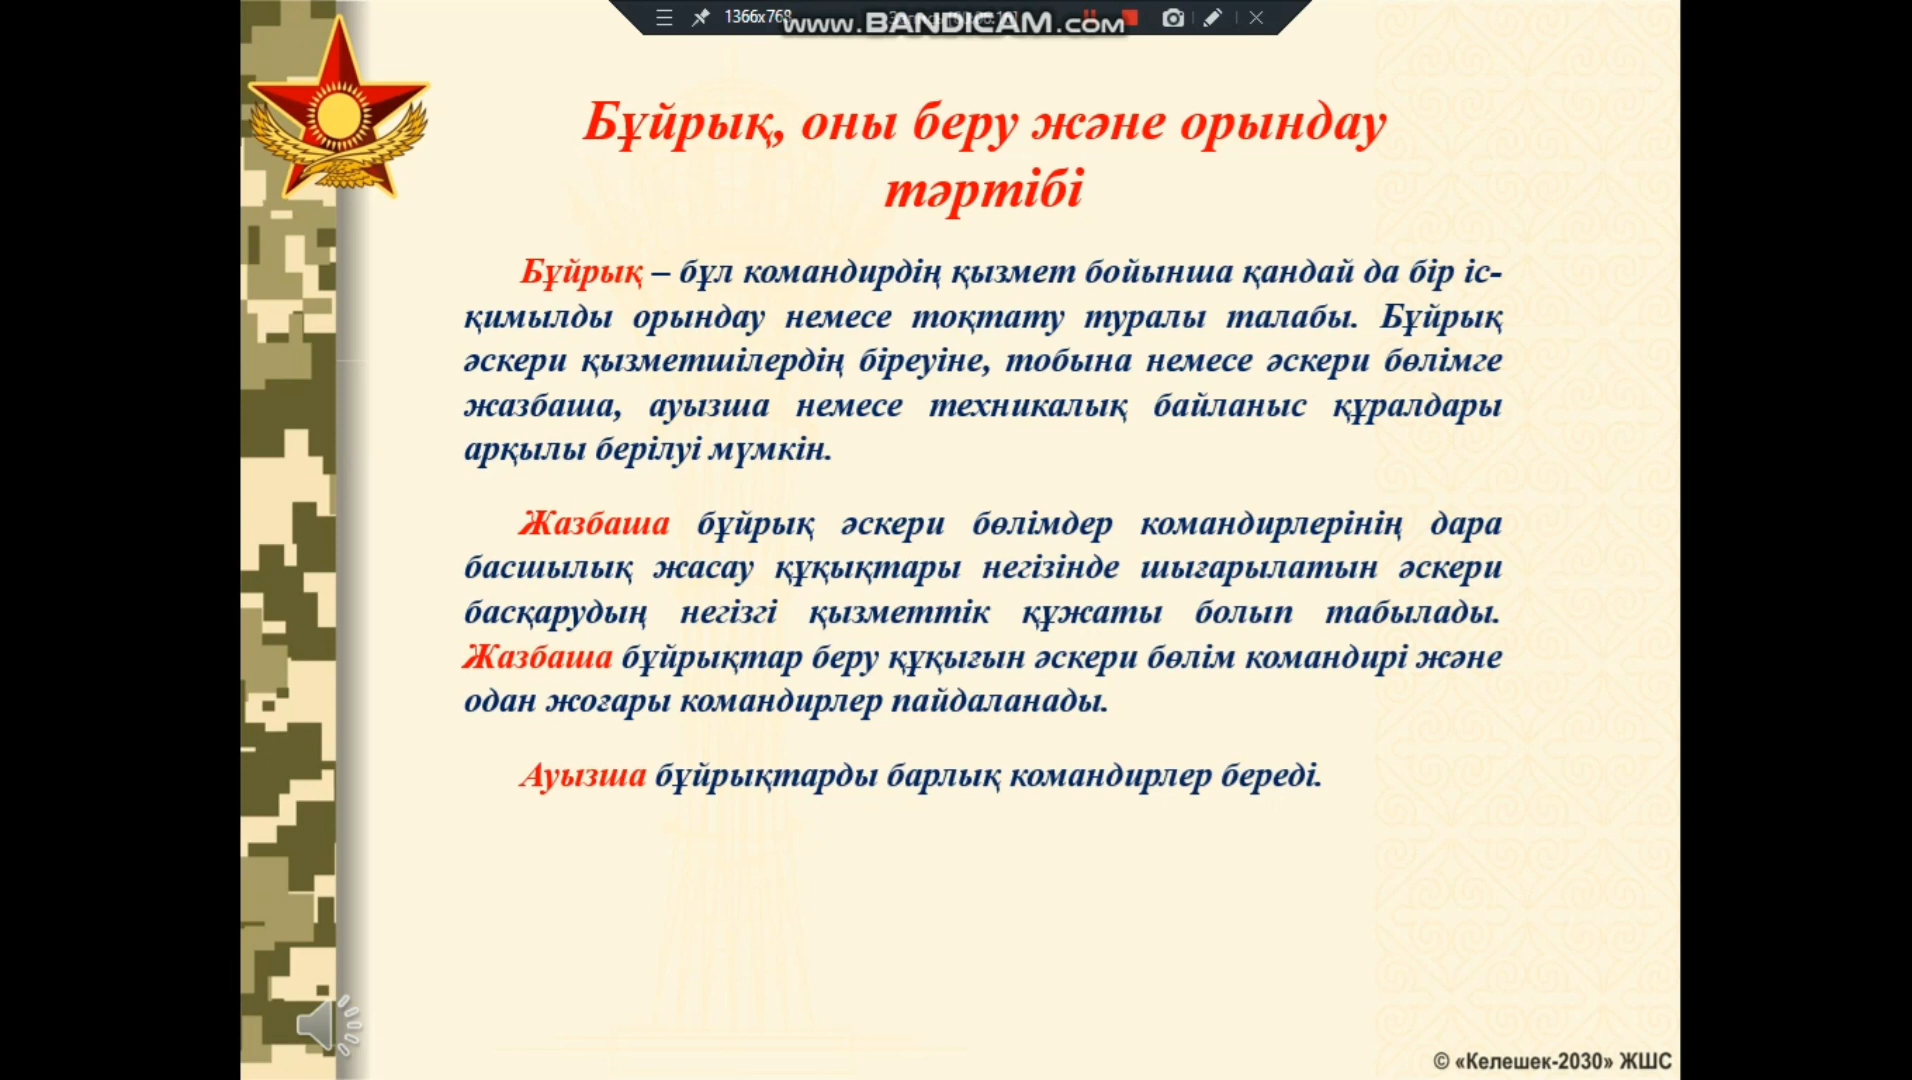 1366x768
www.BANDICAM.com
Бұйрық, оны беру және орындау
тәртібі
Бұйрық – бұл командирдің қызмет бойынша қандай да бір іс-
қимылды орындау немесе тоқтату туралы талабы. Бұйрық
әскери қызметшілердің біреуіне, тобына немесе әскери бөлімге
жазбаша, ауызша немесе техникалық байланыс құралдары
арқылы берілуі мүмкін.
Жазбаша бұйрық әскери бөлімдер командирлерінің дара
басшылық жасау құқықтары негізінде шығарылатын әскери
басқарудың негізгі қызметтік құжаты болып табылады.
Жазбаша бұйрықтар беру құқығын әскери бөлім командирі және
одан жоғары командирлер пайдаланады.
Ауызша бұйрықтарды барлық командирлер береді.
© «Келешек-2030» ЖШС